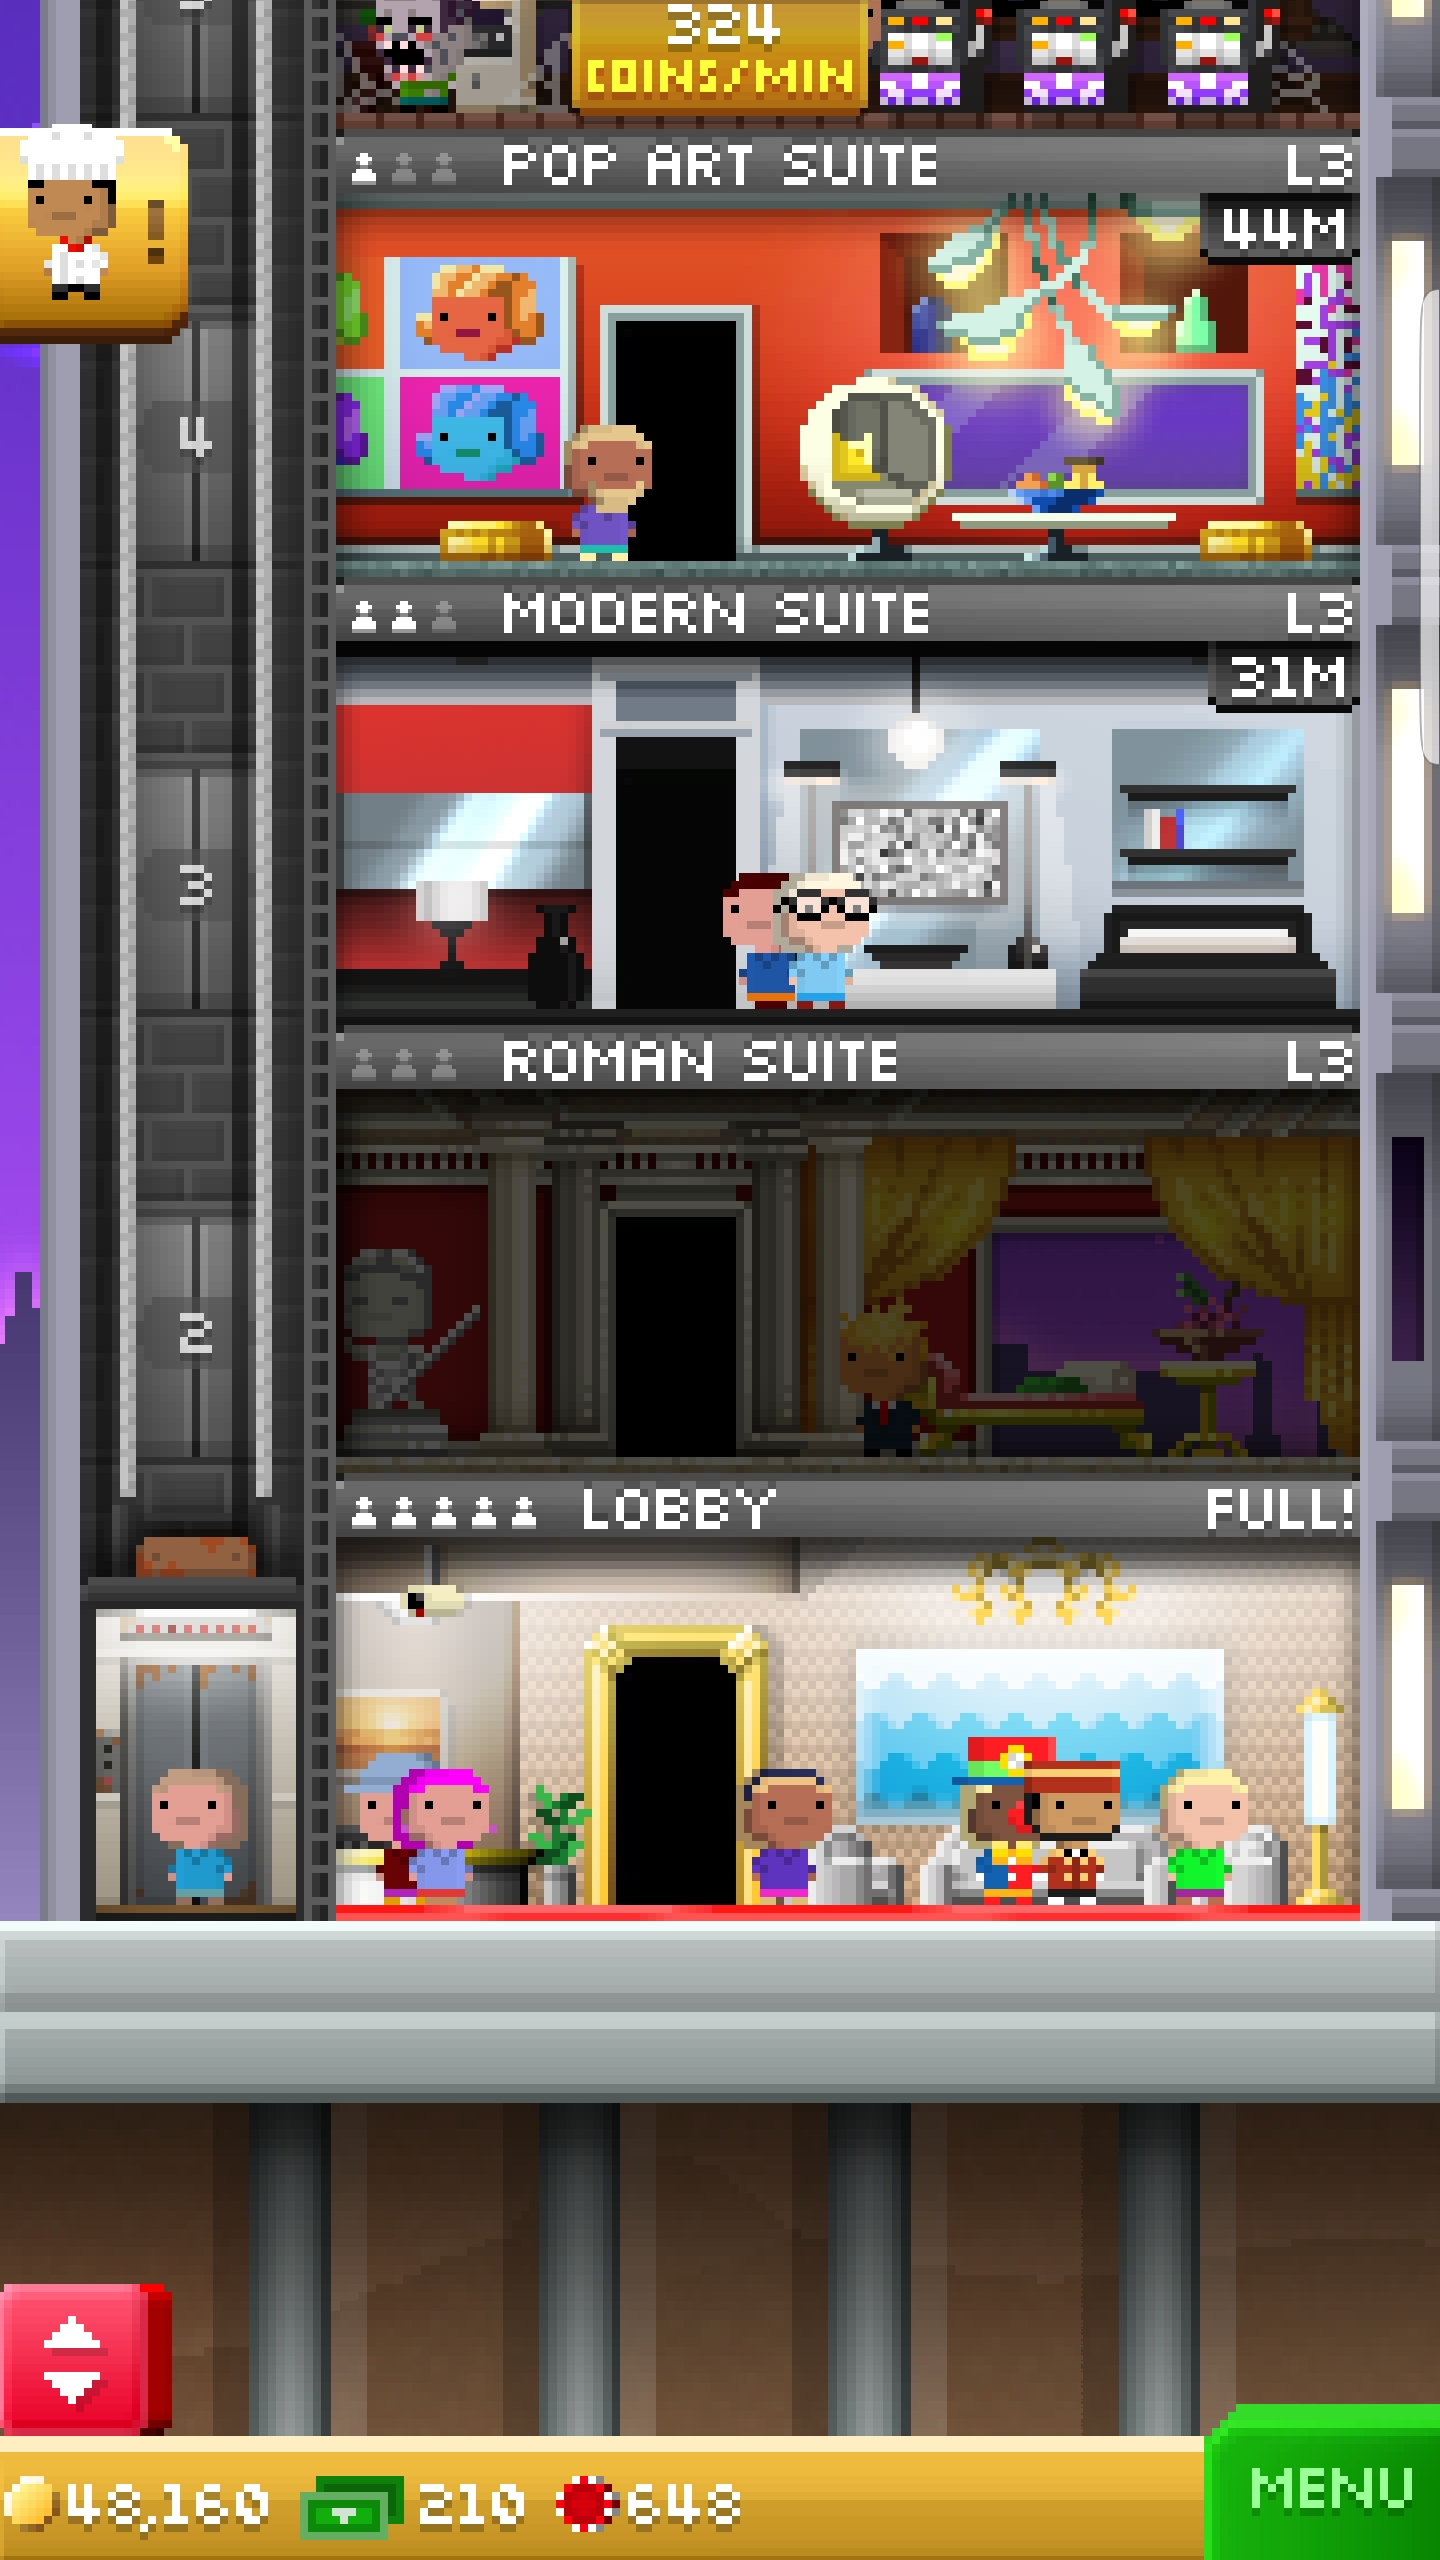 324
COINS/MIN
POP ART SUITE L3
44M
!
4
MODERN SUITE L3
31M
3
ROMAN SUITE L3
2
LOBBY FULL!
48,160 210 648
MENU